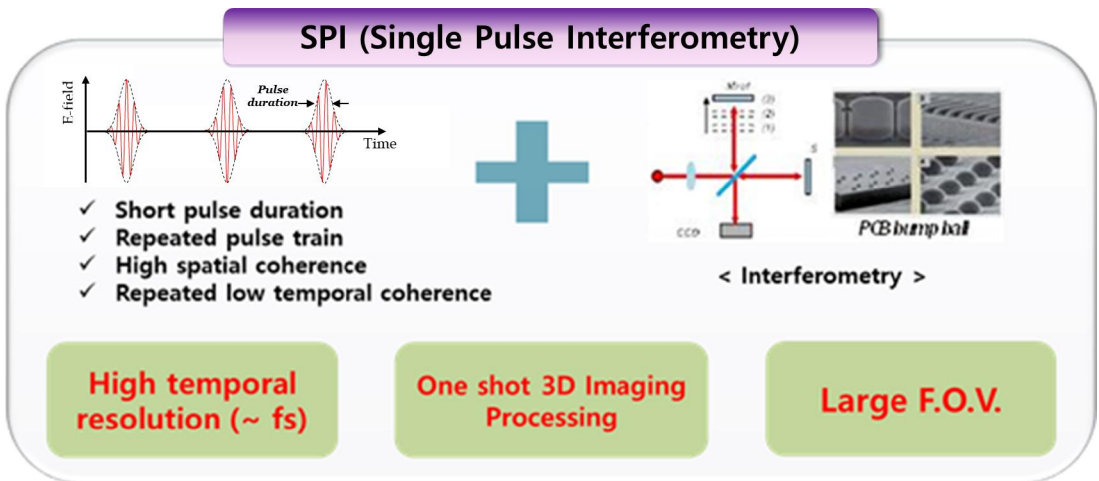 SPI (Single Pulse Interferometry)
E-field
Pulse
duration
Time
✓ Short pulse duration
✓ Repeated pulse train
✓ High spatial coherence
✓ Repeated low temporal coherence
(3)
(2)
(1)
S
CCD
PCB bump ball
< Interferometry >
High temporal
resolution (~ fs)
One shot 3D Imaging
Processing
Large F.O.V.